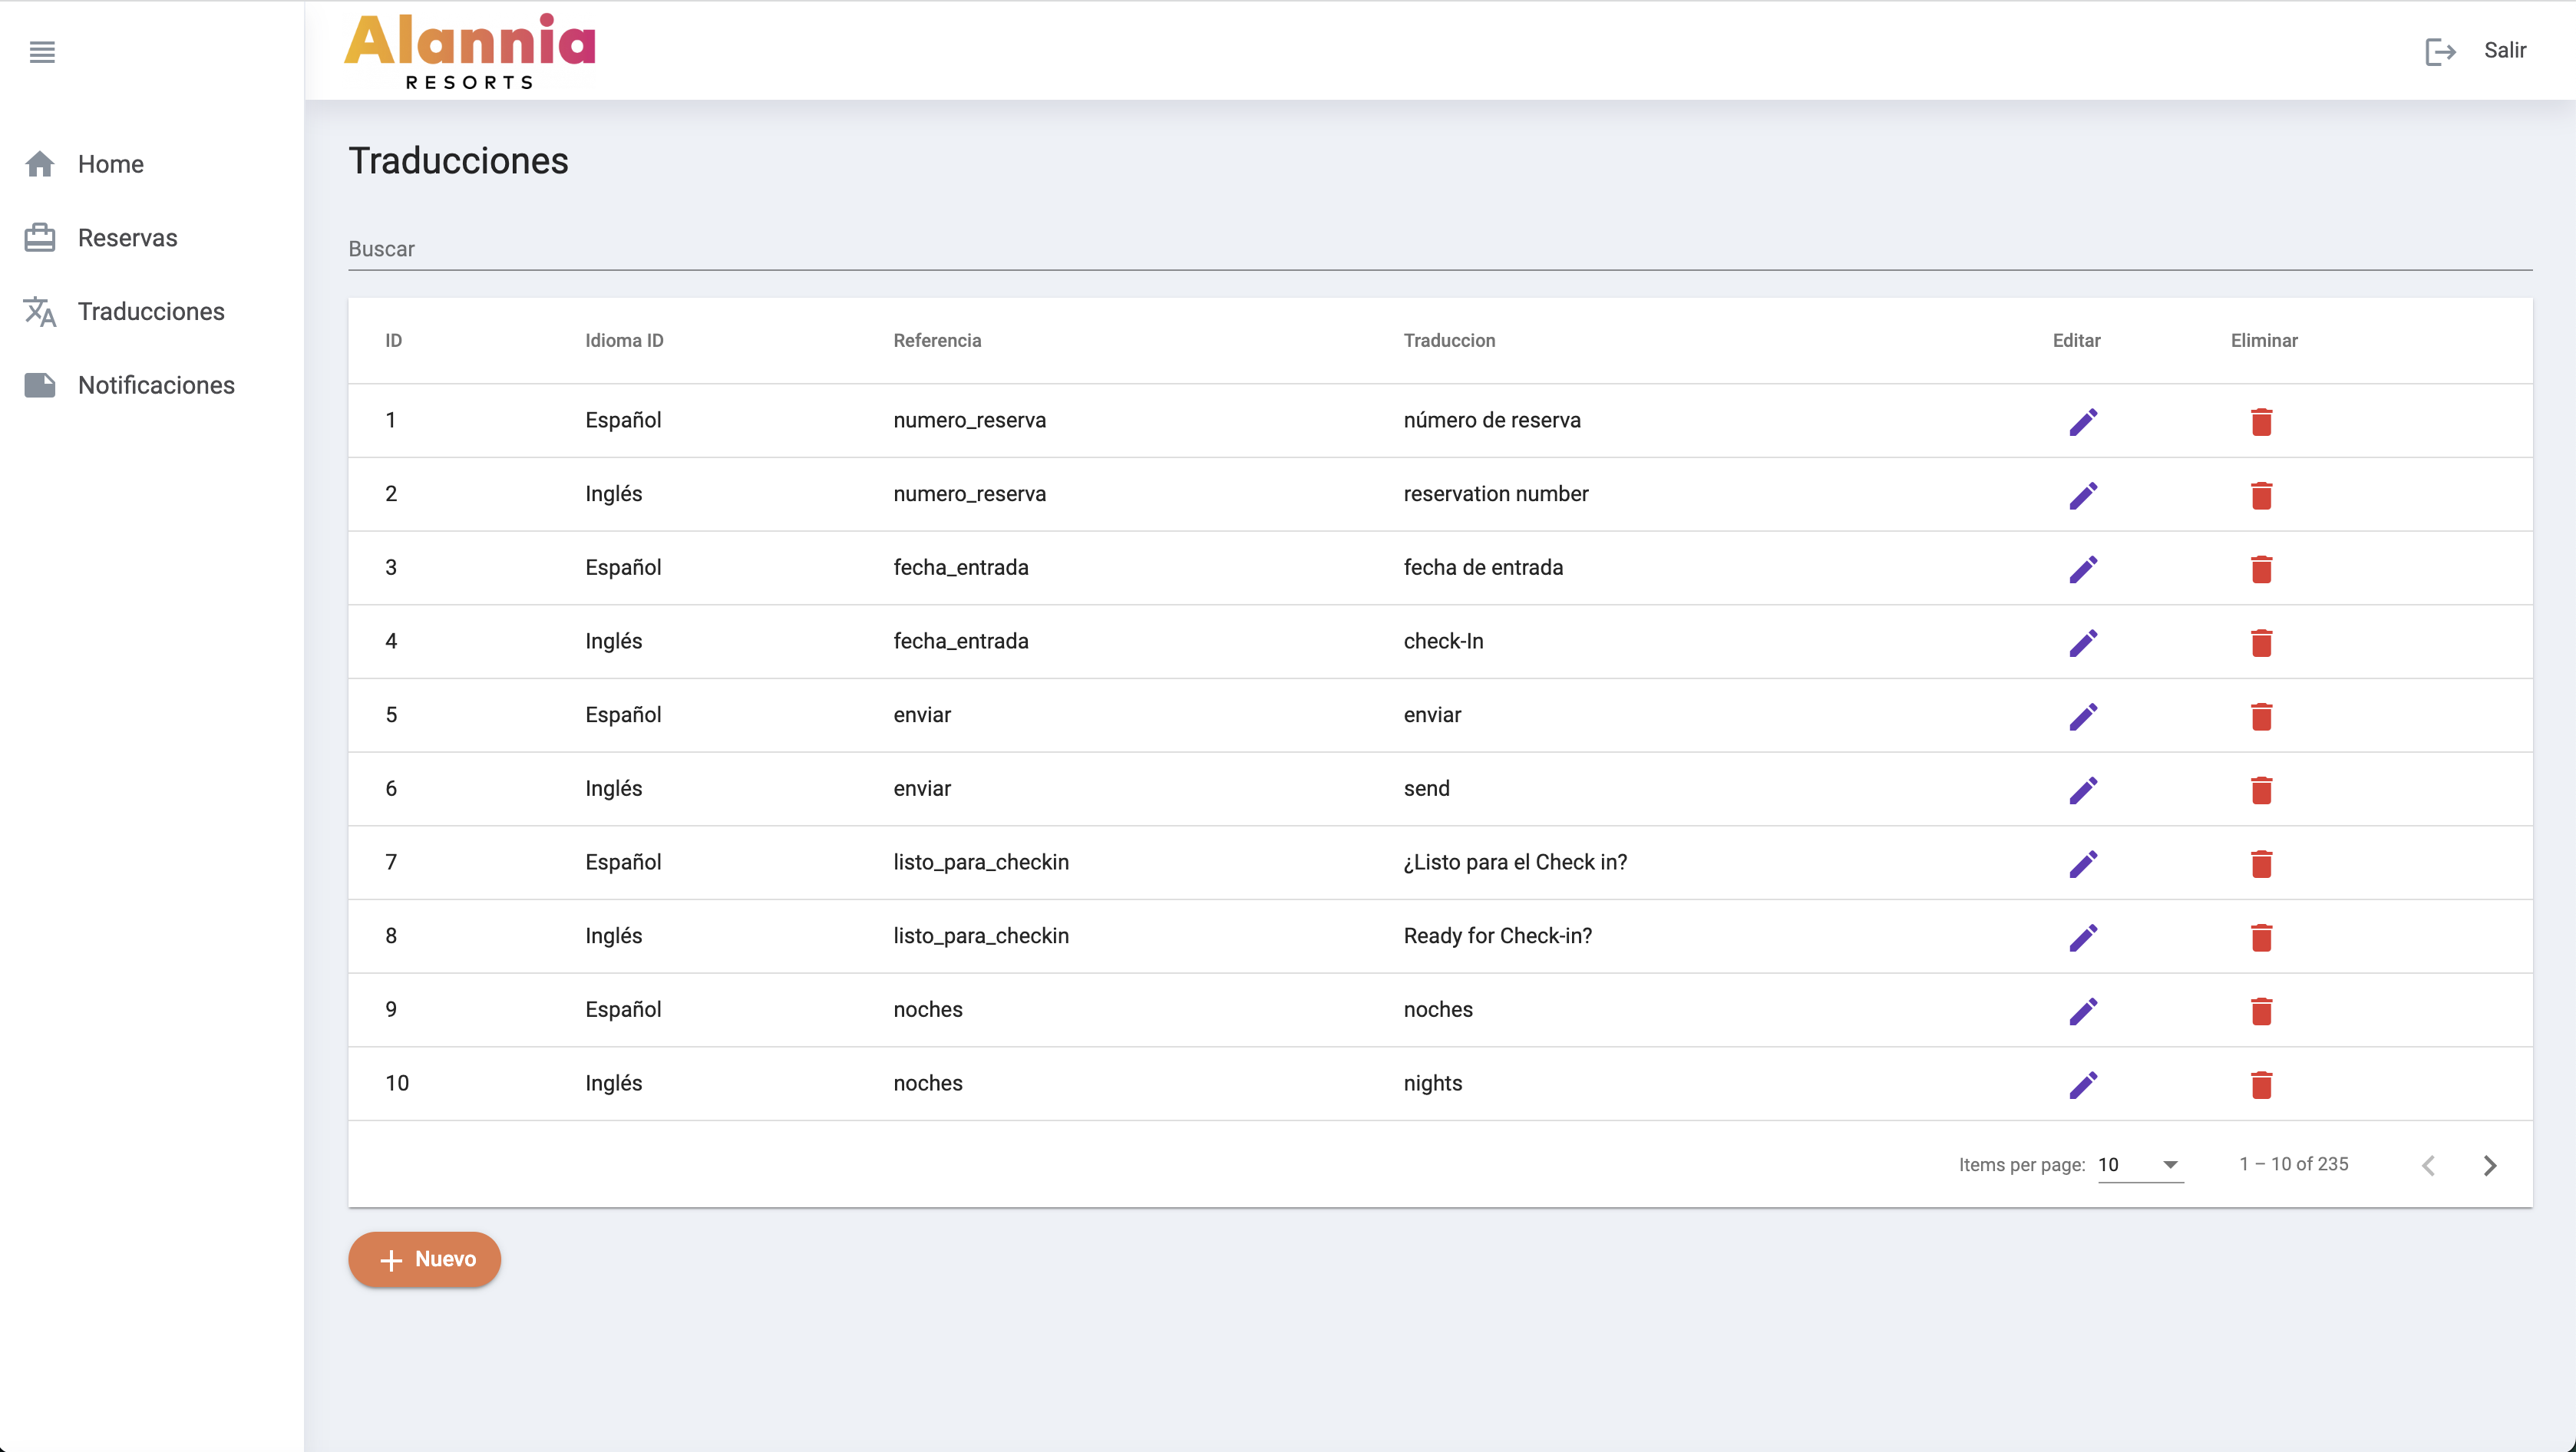 Alannia
RESORTS
Salir
Home
Reservas
Traducciones
Notificaciones
Traducciones
Buscar
ID Idioma ID Referencia Traduccion Editar Eliminar
1 Español numero_reserva número de reserva
2 Inglés numero_reserva reservation number
3 Español fecha_entrada fecha de entrada
4 Inglés fecha_entrada check-In
5 Español enviar enviar
6 Inglés enviar send
7 Español listo_para_checkin ¿Listo para el Check in?
8 Inglés listo_para_checkin Ready for Check-in?
9 Español noches noches
10 Inglés noches nights
Items per page: 10 1 – 10 of 235
Nuevo